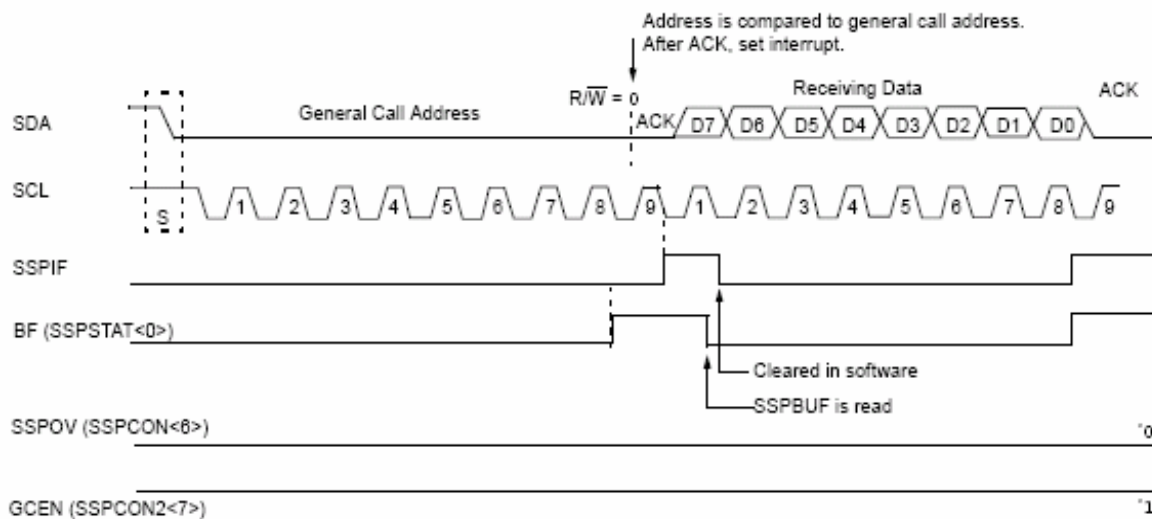 Address is compared to general call address.
After ACK, set interrupt.
R/W = 0
Receiving Data
ACK
General Call Address
SDA
ACK
D7 D6 D5 D4 D3 D2 D1 D0
SCL
S
1 2 3 4 5 6 7 8 9 1 2 3 4 5 6 7 8 9
SSPIF
BF (SSPSTAT<0>)
Cleared in software
SSPBUF is read
SSPOV (SSPCON<6>)
'0
GCEN (SSPCON2<7>)
'1